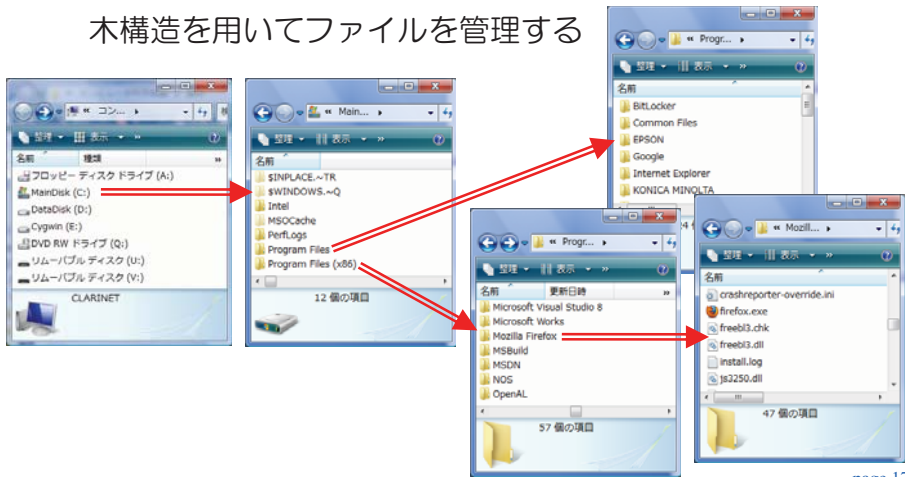 木構造を用いてファイルを管理する
コン...
整理 表示 »
名前 種類 »
フロッピー ディスク ドライブ (A:)
MainDisk (C:)
DataDisk (D:)
Cygwin (E:)
DVD RW ドライブ (Q:)
リムーバブル ディスク (U:)
リムーバブル ディスク (V:)
CLARINET
« Main...
整理 表示 »
名前
$INPLACE.~TR
$WINDOWS.~Q
Intel
MSOCache
PerfLogs
Program Files
Program Files (x86)
12 個の項目
« Progr...
整理 表示 »
名前
BitLocker
Common Files
EPSON
Google
Internet Explorer
KONICA MINOLTA
« Progr...
整理 表示 »
名前 更新日時 »
Microsoft Visual Studio 8
Microsoft Works
Mozilla Firefox
MSBuild
MSDN
NOS
OpenAL
57 個の項目
« Mozill...
整理 表示 »
名前
crashreporter-override.ini
firefox.exe
freebl3.chk
freebl3.dll
install.log
js3250.dll
47 個の項目